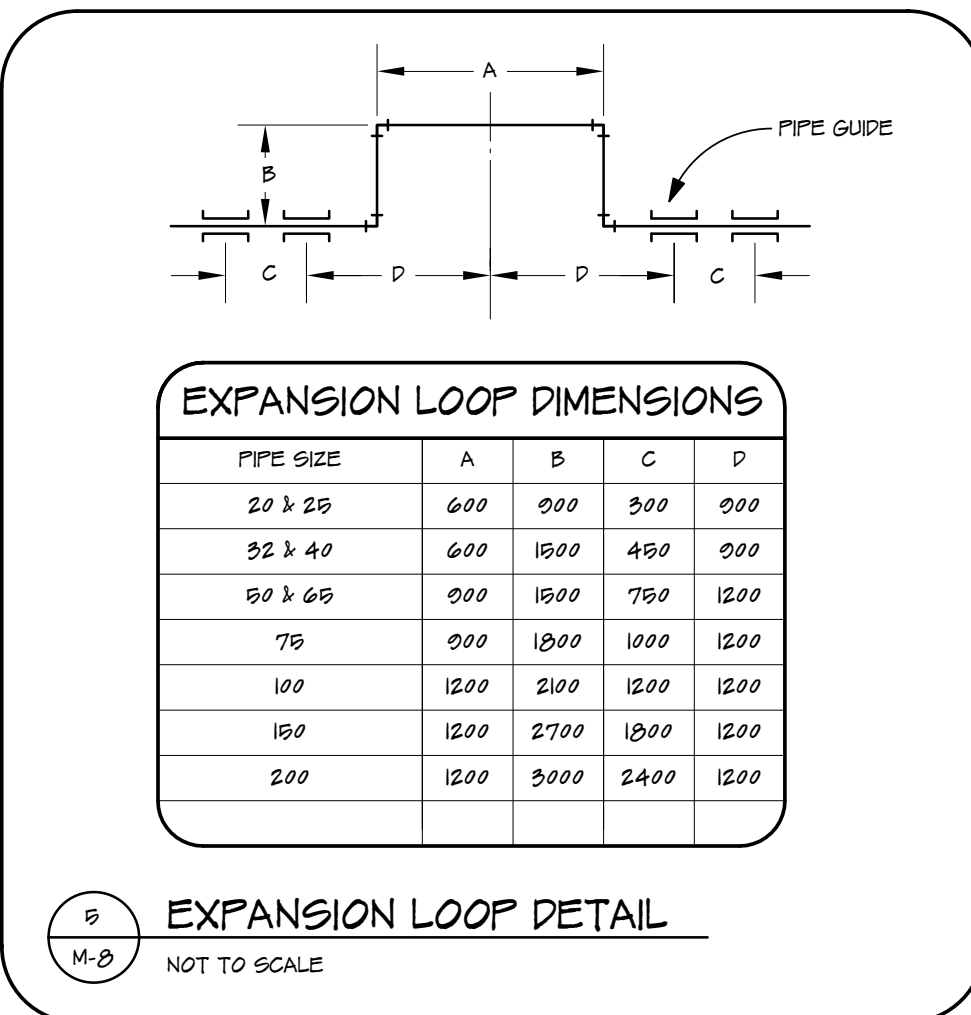 A
PIPE GUIDE
B
C D D C
EXPANSION LOOP DIMENSIONS
PIPE SIZE A B C D
20 & 25 600 900 300 900
32 & 40 600 1500 450 900
50 & 65 900 1500 750 1200
75 900 1800 1000 1200
100 1200 2100 1200 1200
150 1200 2700 1800 1200
200 1200 3000 2400 1200
5 EXPANSION LOOP DETAIL
M-8 NOT TO SCALE